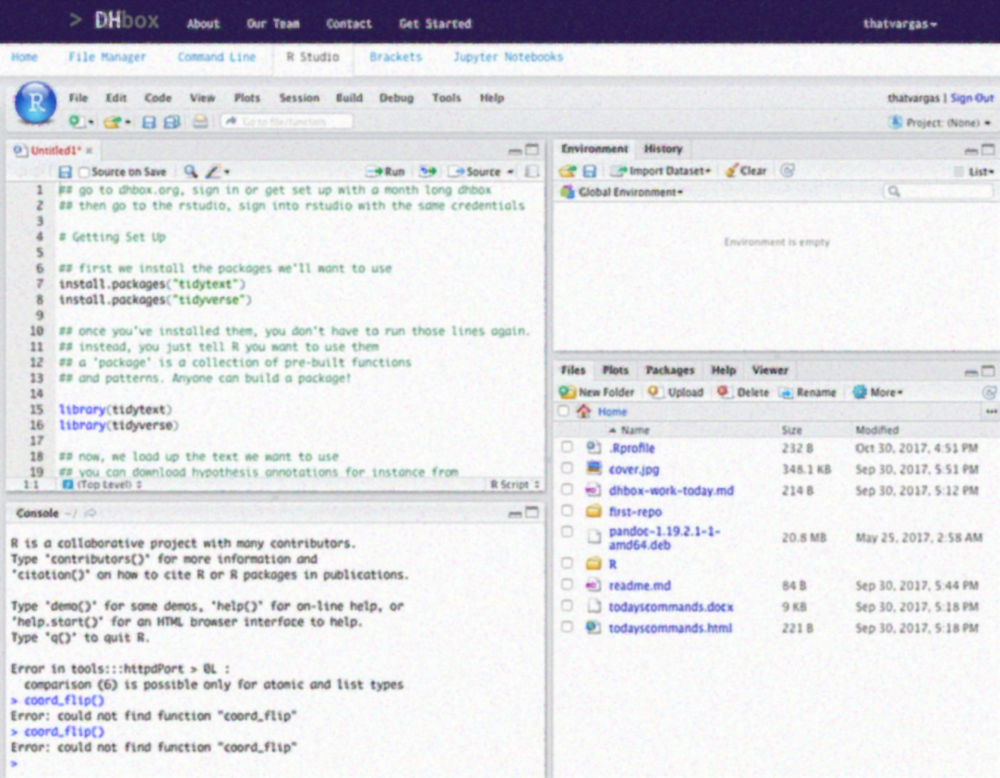 > DHbox About Our Team Contact Get Started thatvargas
Home File Manager Command Line R Studio Brackets Jupyter Notebooks
R File Edit Code View Plots Session Build Debug Tools Help thatvargas | Sign Out
Go to file/function Project: (None)
Untitled1*
Source on Save Run Source
1 ## go to dhbox.org, sign in or get set up with a month long dhbox
2 ## then go to the rstudio, sign into rstudio with the same credentials
3
4 # Getting Set Up
5
6 ## first we install the packages we'll want to use
7 install.packages("tidytext")
8 install.packages("tidyverse")
9
10 ## once you've installed them, you don't have to run those lines again.
11 ## instead, you just tell R you want to use them
12 ## a 'package' is a collection of pre-built functions
13 ## and patterns. Anyone can build a package!
14
15 library(tidytext)
16 library(tidyverse)
17
18 ## now, we load up the text we want to use
19 ## you can download hypothesis annotations for instance from
1:1 (Top Level) R Script
Console ~/
R is a collaborative project with many contributors.
Type 'contributors()' for more information and
'citation()' on how to cite R or R packages in publications.
Type 'demo()' for some demos, 'help()' for on-line help, or
'help.start()' for an HTML browser interface to help.
Type 'q()' to quit R.
Error in tools:::httpdPort > 0L :
comparison (6) is possible only for atomic and list types
> coord_flip()
Error: could not find function "coord_flip"
> coord_flip()
Error: could not find function "coord_flip"
>
Environment History
Import Dataset Clear List
Global Environment
Environment is empty
Files Plots Packages Help Viewer
New Folder Upload Delete Rename More
Home
Name Size Modified
.Rprofile 232 B Oct 30, 2017, 4:51 PM
cover.jpg 348.1 KB Sep 30, 2017, 5:51 PM
dhbox-work-today.md 214 B Sep 30, 2017, 5:12 PM
first-repo
pandoc-1.19.2.1-1-
amd64.deb 20.8 MB May 25, 2017, 2:58 AM
R
readme.md 84 B Sep 30, 2017, 5:44 PM
todayscommands.docx 9 KB Sep 30, 2017, 5:18 PM
todayscommands.html 221 B Sep 30, 2017, 5:18 PM